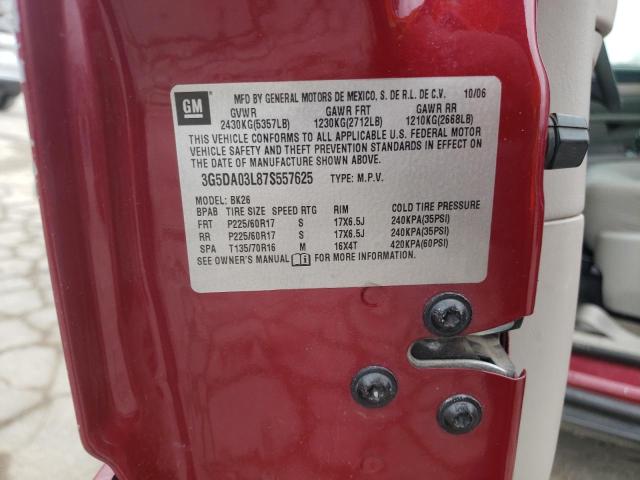 GM
MFD BY GENERAL MOTORS DE MEXICO, S. DE R.L. DE C.V. 10/06
GVWR GAWR FRT GAWR RR
2430KG(5357LB) 1230KG(2712LB) 1210KG(2668LB)
THIS VEHICLE CONFORMS TO ALL APPLICABLE U.S. FEDERAL MOTOR
VEHICLE SAFETY AND THEFT PREVENTION STANDARDS IN EFFECT ON
THE DATE OF MANUFACTURE SHOWN ABOVE.
3G5DA03L87S557625 TYPE: M.P.V.
MODEL: BK26
BPAB TIRE SIZE SPEED RTG RIM COLD TIRE PRESSURE
FRT P225/60R17 S 17X6.5J 240KPA(35PSI)
RR P225/60R17 S 17X6.5J 240KPA(35PSI)
SPA T135/70R16 M 16X4T 420KPA(60PSI)
SEE OWNER'S MANUAL FOR MORE INFORMATION.